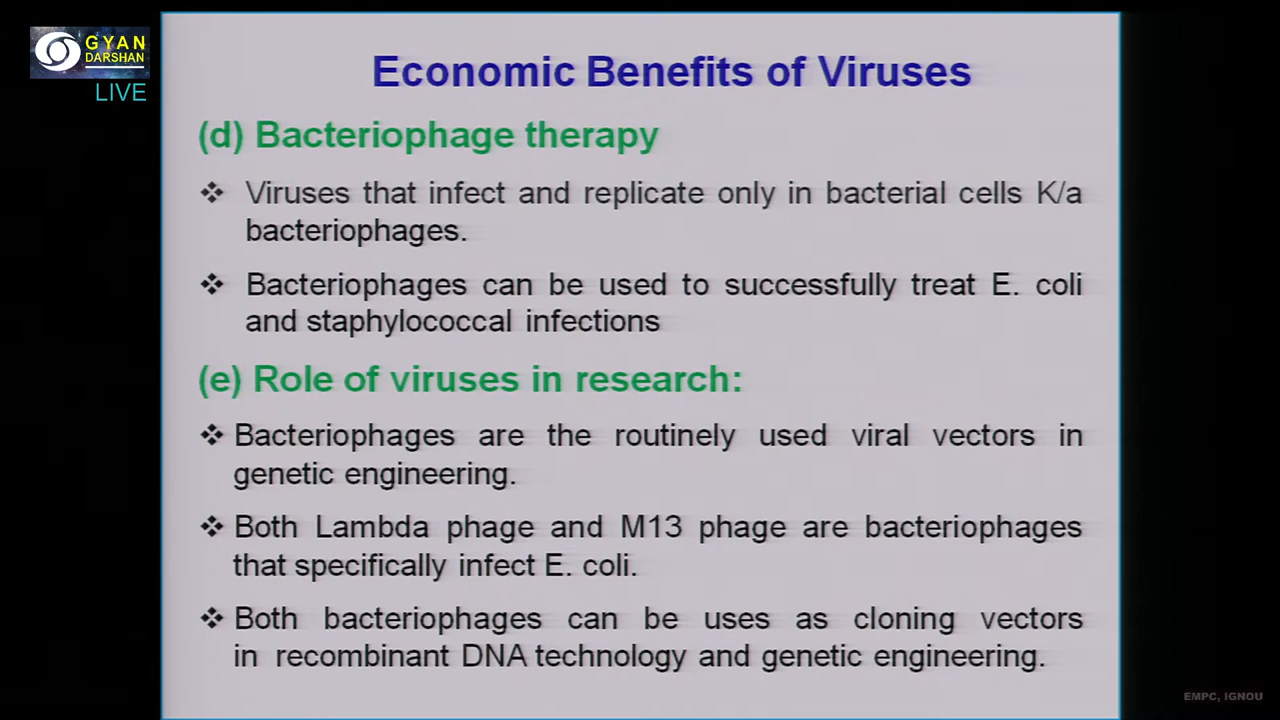 GYAN
DARSHAN
LIVE
Economic Benefits of Viruses
(d) Bacteriophage therapy
❖ Viruses that infect and replicate only in bacterial cells K/a
bacteriophages.
❖ Bacteriophages can be used to successfully treat E. coli
and staphylococcal infections
(e) Role of viruses in research:
❖ Bacteriophages are the routinely used viral vectors in
genetic engineering.
❖ Both Lambda phage and M13 phage are bacteriophages
that specifically infect E. coli.
❖ Both bacteriophages can be uses as cloning vectors
in recombinant DNA technology and genetic engineering.
EMPC, IGNOU